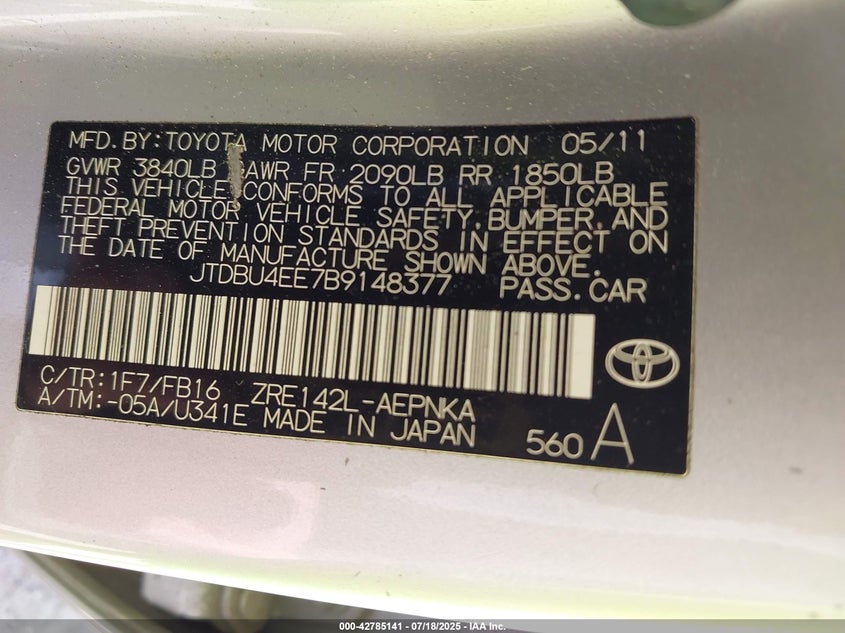 MFD.BY:TOYOTA MOTOR CORPORATION 05/11
GVWR 3840LB GAWR FR 2090LB RR 1850LB
THIS VEHICLE CONFORMS TO ALL APPLICABLE
FEDERAL MOTOR VEHICLE SAFETY,BUMPER,AND
THEFT PREVENTION STANDARDS IN EFFECT ON
THE DATE OF MANUFACTURE SHOWN ABOVE.
JTDBU4EE7B9148377 PASS.CAR
C/TR:1F7/FB16 ZRE142L-AEPNKA
A/TM:-05A/U341E MADE IN JAPAN
560 A
000-42785141 - 07/18/2025 - IAA Inc.